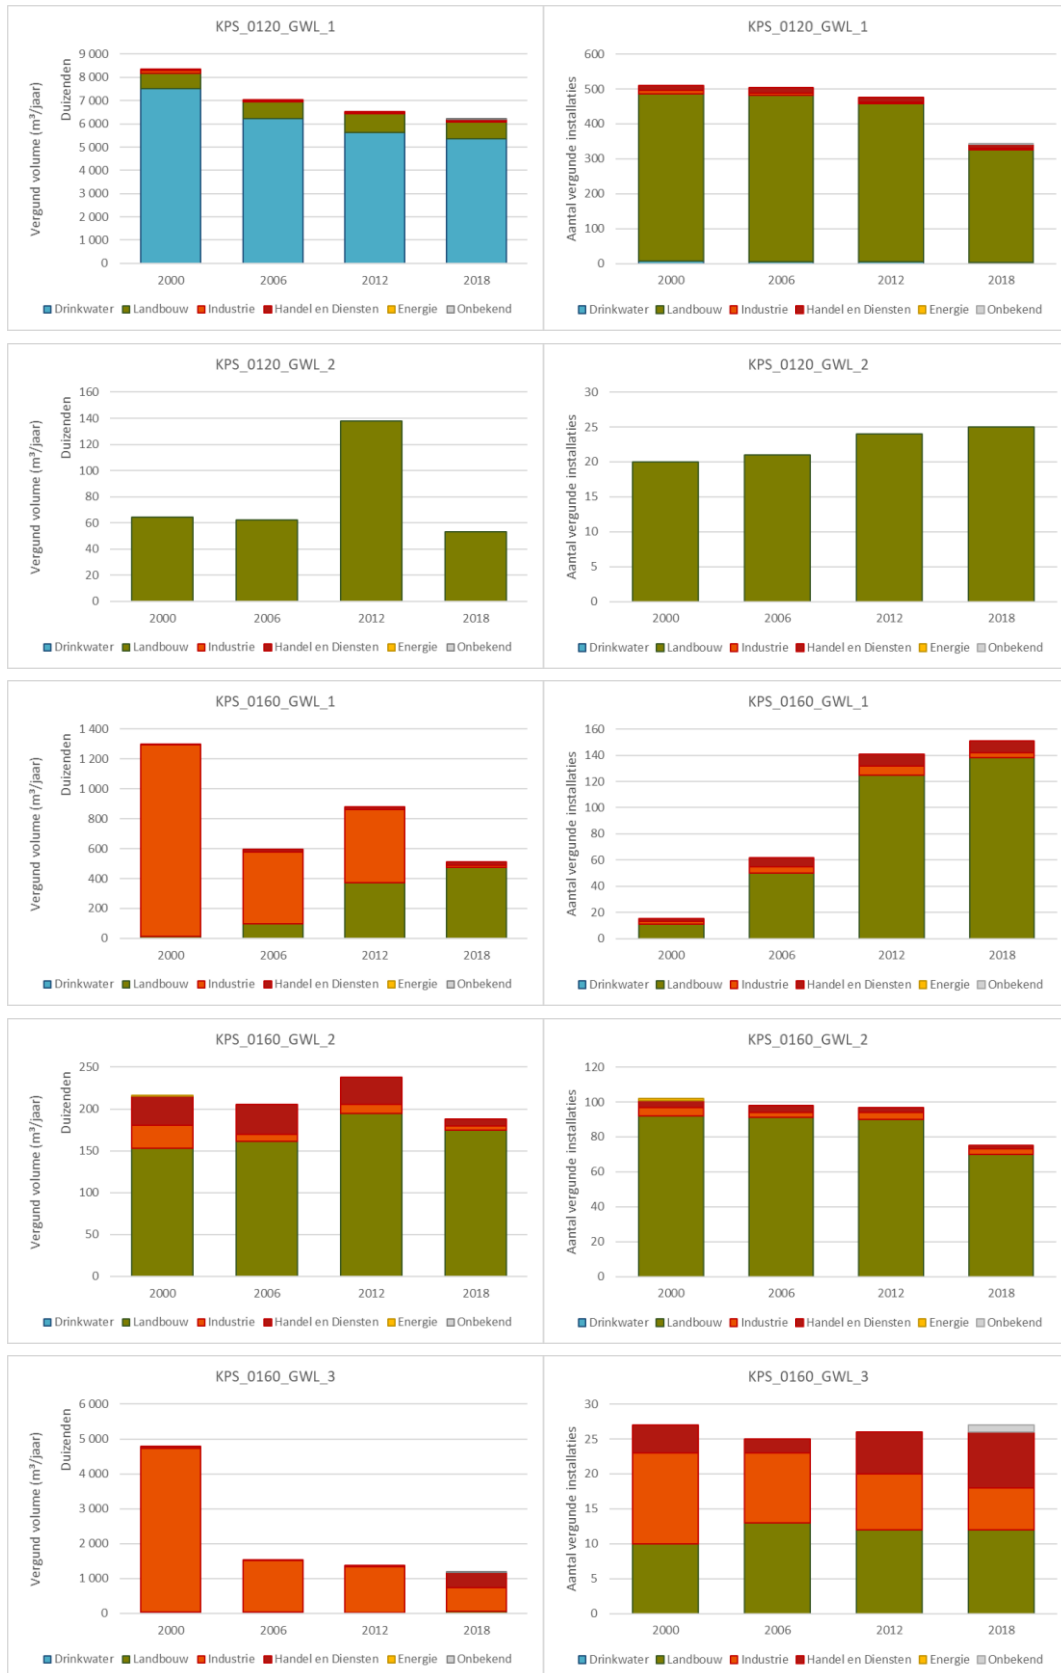 KPS_0120_GWL_1
Vergund volume (m³/jaar)
Duizenden
9 000
8 000
7 000
6 000
5 000
4 000
3 000
2 000
1 000
0
2000 2006 2012 2018
Drinkwater Landbouw Industrie Handel en Diensten Energie Onbekend
KPS_0120_GWL_1
Aantal vergunde installaties
600
500
400
300
200
100
0
2000 2006 2012 2018
Drinkwater Landbouw Industrie Handel en Diensten Energie Onbekend
KPS_0120_GWL_2
Vergund volume (m³/jaar)
Duizenden
160
140
120
100
80
60
40
20
0
2000 2006 2012 2018
Drinkwater Landbouw Industrie Handel en Diensten Energie Onbekend
KPS_0120_GWL_2
Aantal vergunde installaties
30
25
20
15
10
5
0
2000 2006 2012 2018
Drinkwater Landbouw Industrie Handel en Diensten Energie Onbekend
KPS_0160_GWL_1
Vergund volume (m³/jaar)
Duizenden
1 400
1 200
1 000
800
600
400
200
0
2000 2006 2012 2018
Drinkwater Landbouw Industrie Handel en Diensten Energie Onbekend
KPS_0160_GWL_1
Aantal vergunde installaties
160
140
120
100
80
60
40
20
0
2000 2006 2012 2018
Drinkwater Landbouw Industrie Handel en Diensten Energie Onbekend
KPS_0160_GWL_2
Vergund volume (m³/jaar)
Duizenden
250
200
150
100
50
0
2000 2006 2012 2018
Drinkwater Landbouw Industrie Handel en Diensten Energie Onbekend
KPS_0160_GWL_2
Aantal vergunde installaties
120
100
80
60
40
20
0
2000 2006 2012 2018
Drinkwater Landbouw Industrie Handel en Diensten Energie Onbekend
KPS_0160_GWL_3
Vergund volume (m³/jaar)
Duizenden
6 000
5 000
4 000
3 000
2 000
1 000
0
2000 2006 2012 2018
Drinkwater Landbouw Industrie Handel en Diensten Energie Onbekend
KPS_0160_GWL_3
Aantal vergunde installaties
30
25
20
15
10
5
0
2000 2006 2012 2018
Drinkwater Landbouw Industrie Handel en Diensten Energie Onbekend